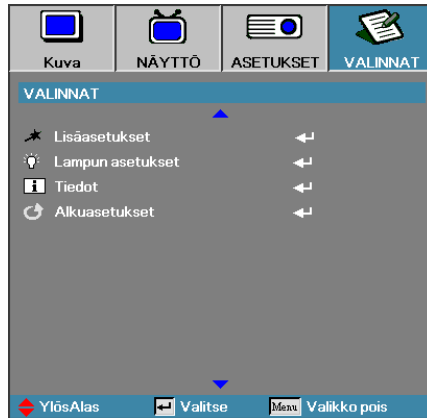 Kuva NÄYTTÖ ASETUKSET VALINNAT
VALINNAT
Lisäasetukset
Lampun asetukset
i Tiedot
Alkuasetukset
YlösAlas Valitse Menu Valikko pois